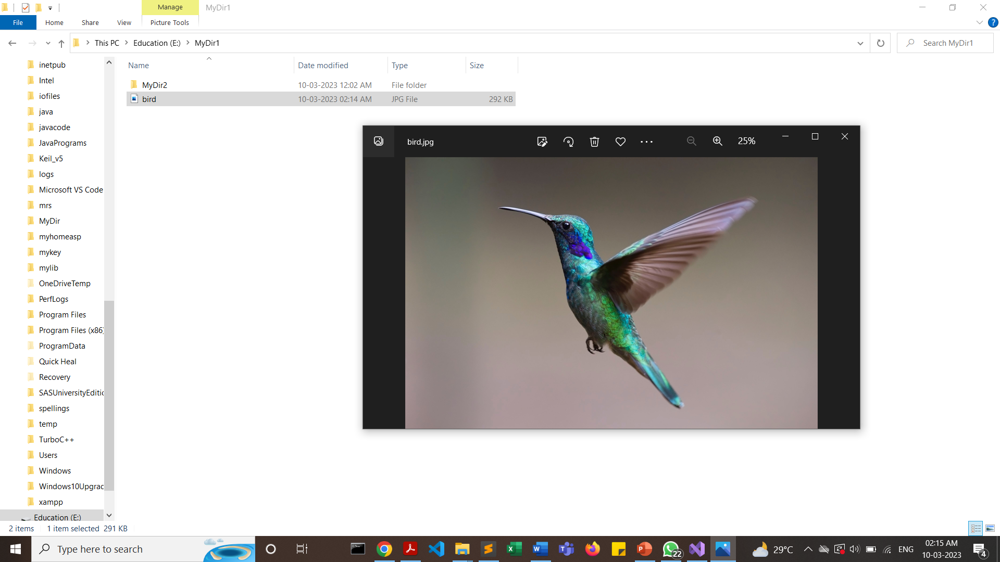 Manage
MyDir1
File
Home
Share
View
Picture Tools
?
This PC
Education (E:)
MyDir1
Search MyDir1
Name
Date modified
Type
Size
MyDir2
10-03-2023 12:02 AM
File folder
bird
10-03-2023 02:14 AM
JPG File
292 KB
inetpub
Intel
iofiles
java
javacode
JavaPrograms
Keil_v5
logs
Microsoft VS Code
mrs
MyDir
myhomeasp
mykey
mylib
OneDriveTemp
PerfLogs
Program Files
Program Files (x86)
ProgramData
Quick Heal
Recovery
SASUniversityEditic
spellings
temp
TurboC++
Users
Windows
Windows10Upgrac
xampp
Education (E:)
bird.jpg
25%
2 items
1 item selected 291 KB
Type here to search
22
29°C
ENG
02:15 AM
10-03-2023
4